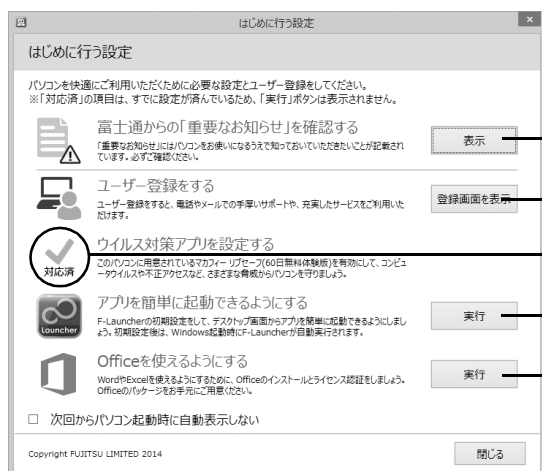 はじめに行う設定
×
はじめに行う設定
パソコンを快適にご利用いただくために必要な設定とユーザー登録をしてください。
※「対応済」の項目は、すでに設定が済んでいるため、「実行」ボタンは表示されません。
富士通からの「重要なお知らせ」を確認する
「重要なお知らせ」にはパソコンをお使いになるうえで知っておいていただきたいことが記載され
ています。必ずご確認ください。
表示
ユーザー登録をする
ユーザー登録をすると、電話やメールでの手厚いサポートや、充実したサービスをご利用いた
だけます。
登録画面を表示
対応済
ウイルス対策アプリを設定する
このパソコンに用意されているマカフィー リブセーフ(60日無料体験版)を有効にして、コンピュ
ータウイルスや不正アクセスなど、さまざまな脅威からパソコンを守りましょう。
Launcher
アプリを簡単に起動できるようにする
F-Launcherの初期設定をして、デスクトップ画面からアプリを簡単に起動できるようにしまし
ょう。初期設定後は、Windows起動時にF-Launcherが自動実行されます。
実行
Officeを使えるようにする
WordやExcelを使えるようにするために、Officeのインストールとライセンス認証をしましょう。
Officeのパッケージをお手元にご用意ください。
実行
次回からパソコン起動時に自動表示しない
Copyright FUJITSU LIMITED 2014
閉じる